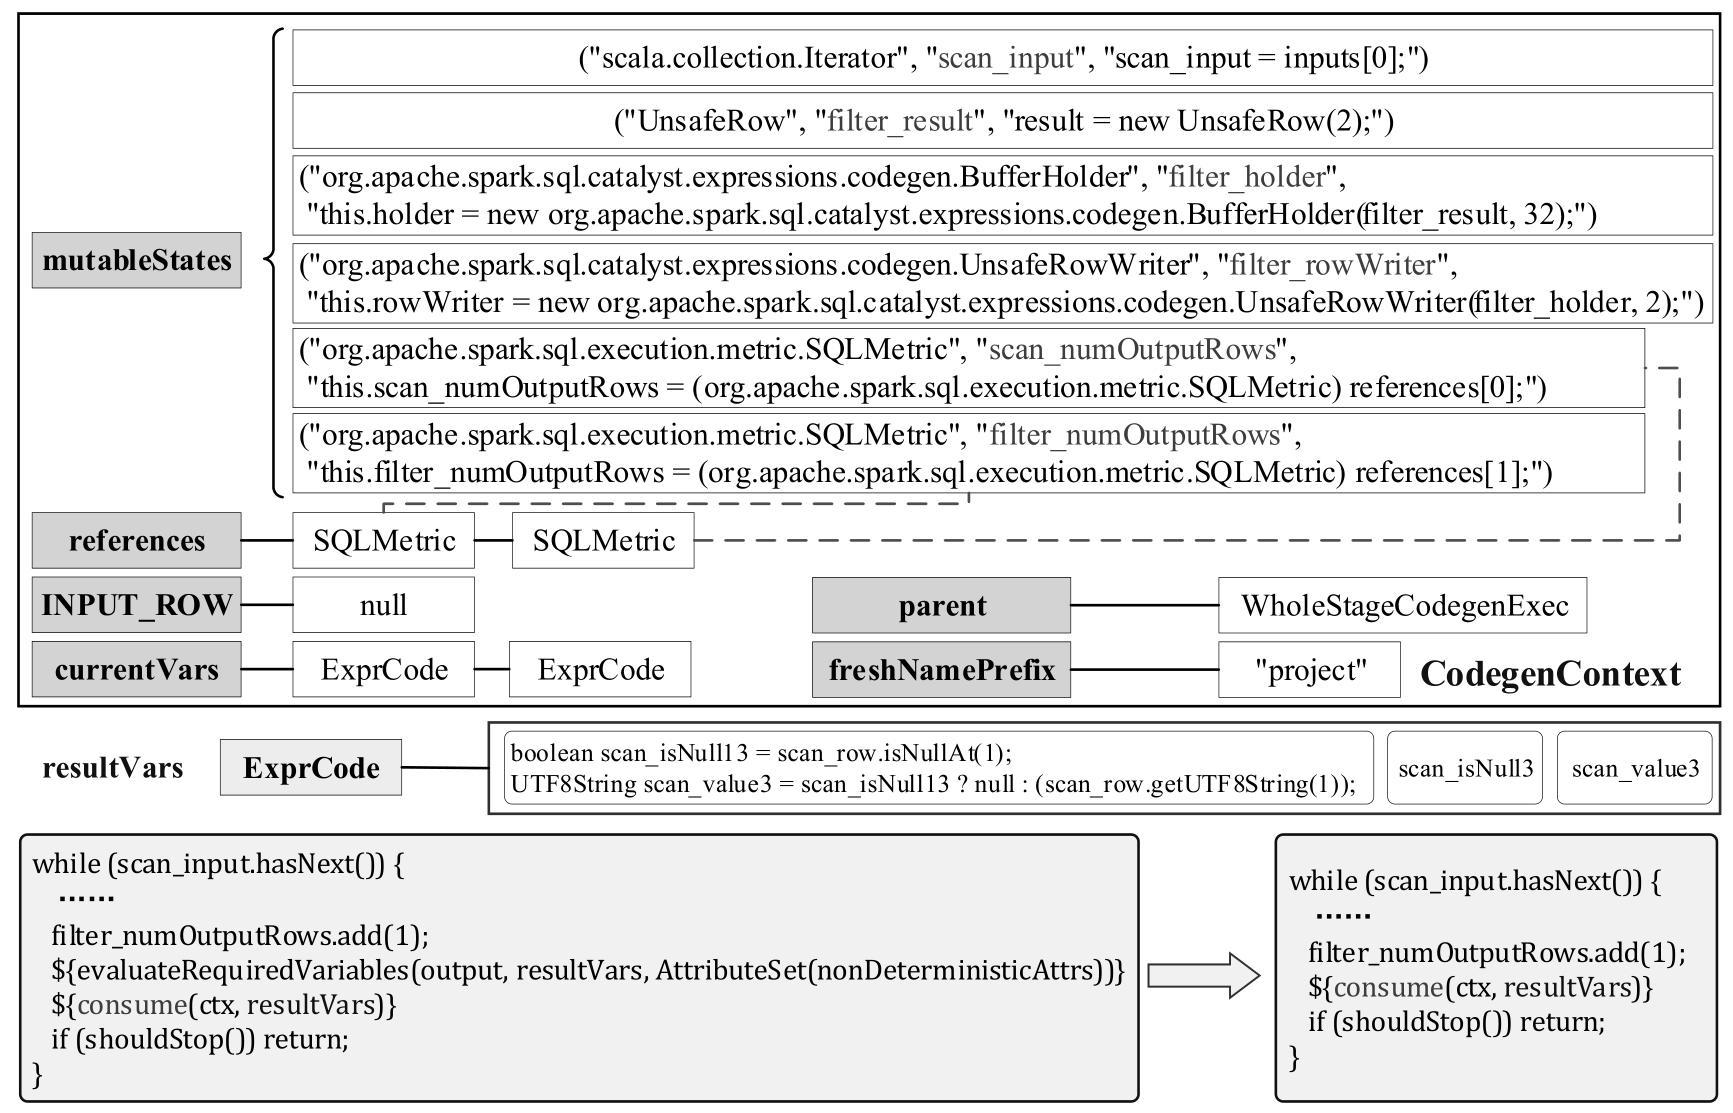 ("scala.collection.Iterator", "scan_input", "scan_input = inputs[0];")
("UnsafeRow", "filter_result", "result = new UnsafeRow(2);")
("org.apache.spark.sql.catalyst.expressions.codegen.BufferHolder", "filter_holder",
"this.holder = new org.apache.spark.sql.catalyst.expressions.codegen.BufferHolder(filter_result, 32);")
mutableStates
("org.apache.spark.sql.catalyst.expressions.codegen.UnsafeRowWriter", "filter_rowWriter",
"this.rowWriter = new org.apache.spark.sql.catalyst.expressions.codegen.UnsafeRowWriter(filter_holder, 2);")
("org.apache.spark.sql.execution.metric.SQLMetric", "scan_numOutputRows",
"this.scan_numOutputRows = (org.apache.spark.sql.execution.metric.SQLMetric) references[0];")
("org.apache.spark.sql.execution.metric.SQLMetric", "filter_numOutputRows",
"this.filter_numOutputRows = (org.apache.spark.sql.execution.metric.SQLMetric) references[1];")
references SQLMetric SQLMetric
INPUT_ROW null parent WholeStageCodegenExec
currentVars ExprCode ExprCode freshNamePrefix "project" CodegenContext
resultVars ExprCode
boolean scan_isNull13 = scan_row.isNullAt(1);
UTF8String scan_value3 = scan_isNull13 ? null : (scan_row.getUTF8String(1));
scan_isNull3
scan_value3
while (scan_input.hasNext()) {
......
filter_numOutputRows.add(1);
${evaluateRequiredVariables(output, resultVars, AttributeSet(nonDeterministicAttrs))}
${consume(ctx, resultVars)}
if (shouldStop()) return;
}
while (scan_input.hasNext()) {
......
filter_numOutputRows.add(1);
${consume(ctx, resultVars)}
if (shouldStop()) return;
}